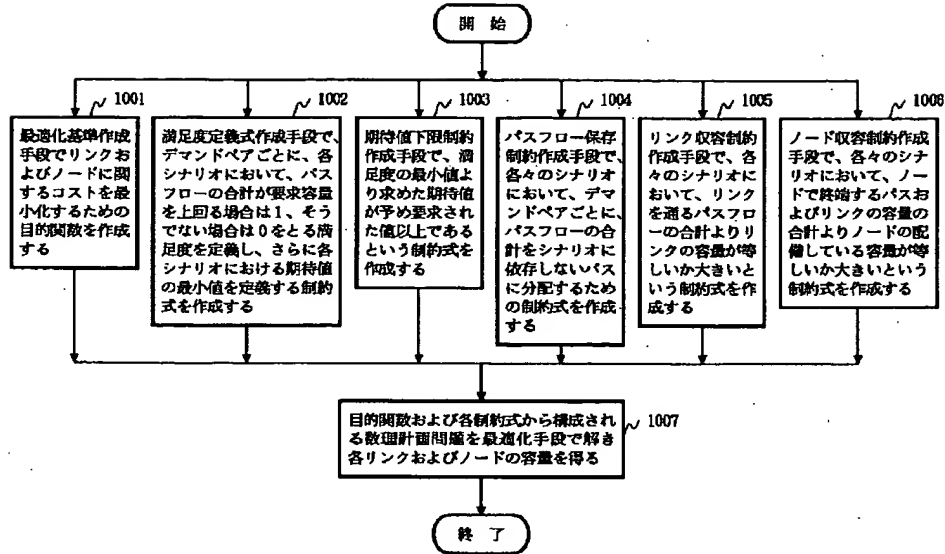 開 始
1001
最適化基準作成
手段でリンクお
よびノードに関
するコストを最
小化するための
目的関数を作成
する
1002
満足度定義式作成手段で、
デマンドペアごとに、各
シナリオにおいて、パス
フローの合計が要求容量
を上回る場合は1、そう
でない場合は0をとる満
足度を定義し、さらに各
シナリオにおける期待値
の最小値を定義する制約
式を作成する
1003
期待値下限制約
作成手段で、満
足度の最小値よ
り求めた期待値
が予め要求され
た値以上である
という制約式を
作成する
1004
パスフロー保存
制約作成手段で、
各々のシナリオ
において、デマ
ンドペアごとに、
パスフローの合
計をシナリオに
依存しないパス
に分配するため
の制約式を作成
する
1005
リンク収容制約
作成手段で、各
々のシナリオに
おいて、リンク
を通るパスフロ
ーの合計よりリ
ンクの容量が等
しいか大きいと
いう制約式を作
成する
1006
ノード収容制約作成
手段で、各々のシナ
リオにおいて、ノー
ドで終端するパスお
よびリンクの容量の
合計よりノードの配
備している容量が等
しいか大きいという
制約式を作成する
目的関数および各制約式から構成され
る数理計画問題を最適化手段で解き
各リンクおよびノードの容量を得る
1007
終 了